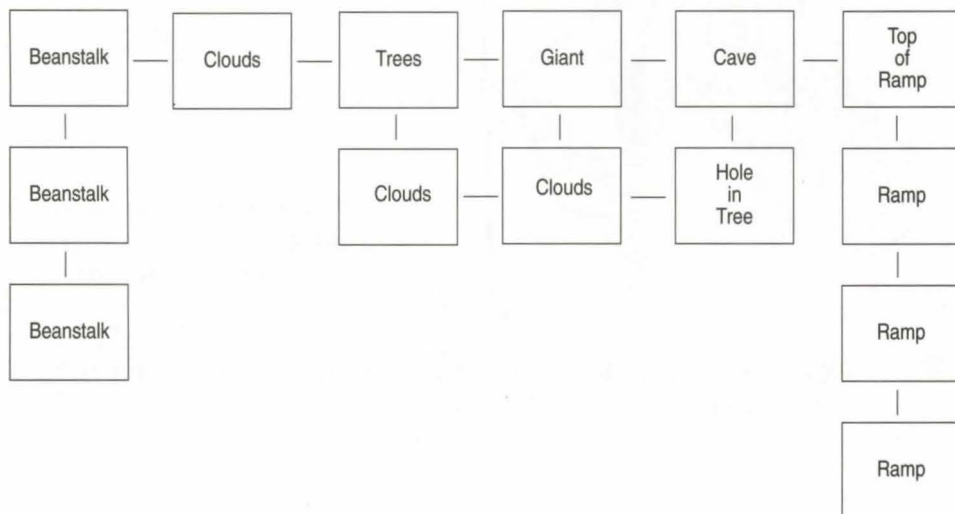 Beanstalk
Clouds
Trees
Giant
Cave
Top
of
Ramp
Beanstalk
Clouds
Clouds
Hole
in
Tree
Ramp
Beanstalk
Ramp
Ramp